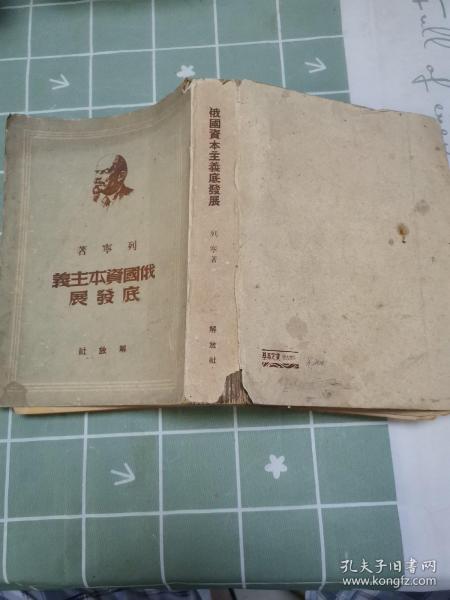 列寧著
俄國資本主義
底發展
解放社
俄國資本主義底發展
列寧著
解放社
full of
孔夫子旧书网
www.kongfz.com